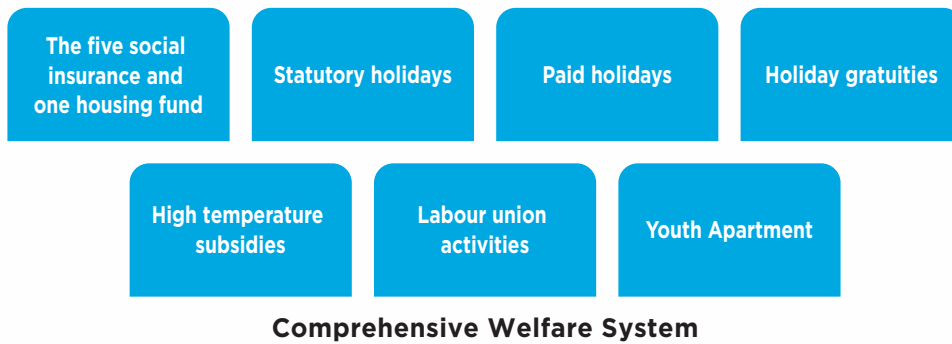 The five social
insurance and
one housing fund
Statutory holidays
Paid holidays
Holiday gratuities
High temperature
subsidies
Labour union
activities
Youth Apartment
Comprehensive Welfare System